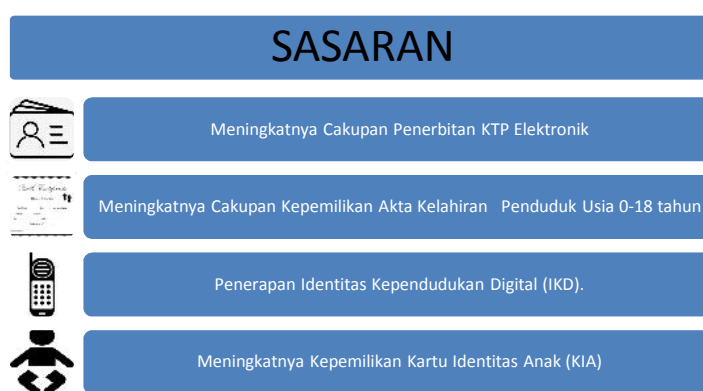 SASARAN
Meningkatnya Cakupan Penerbitan KTP Elektronik
Meningkatnya Cakupan Kepemilikan Akta Kelahiran Penduduk Usia 0-18 tahun
Penerapan Identitas Kependudukan Digital (IKD).
Meningkatnya Kepemilikan Kartu Identitas Anak (KIA)